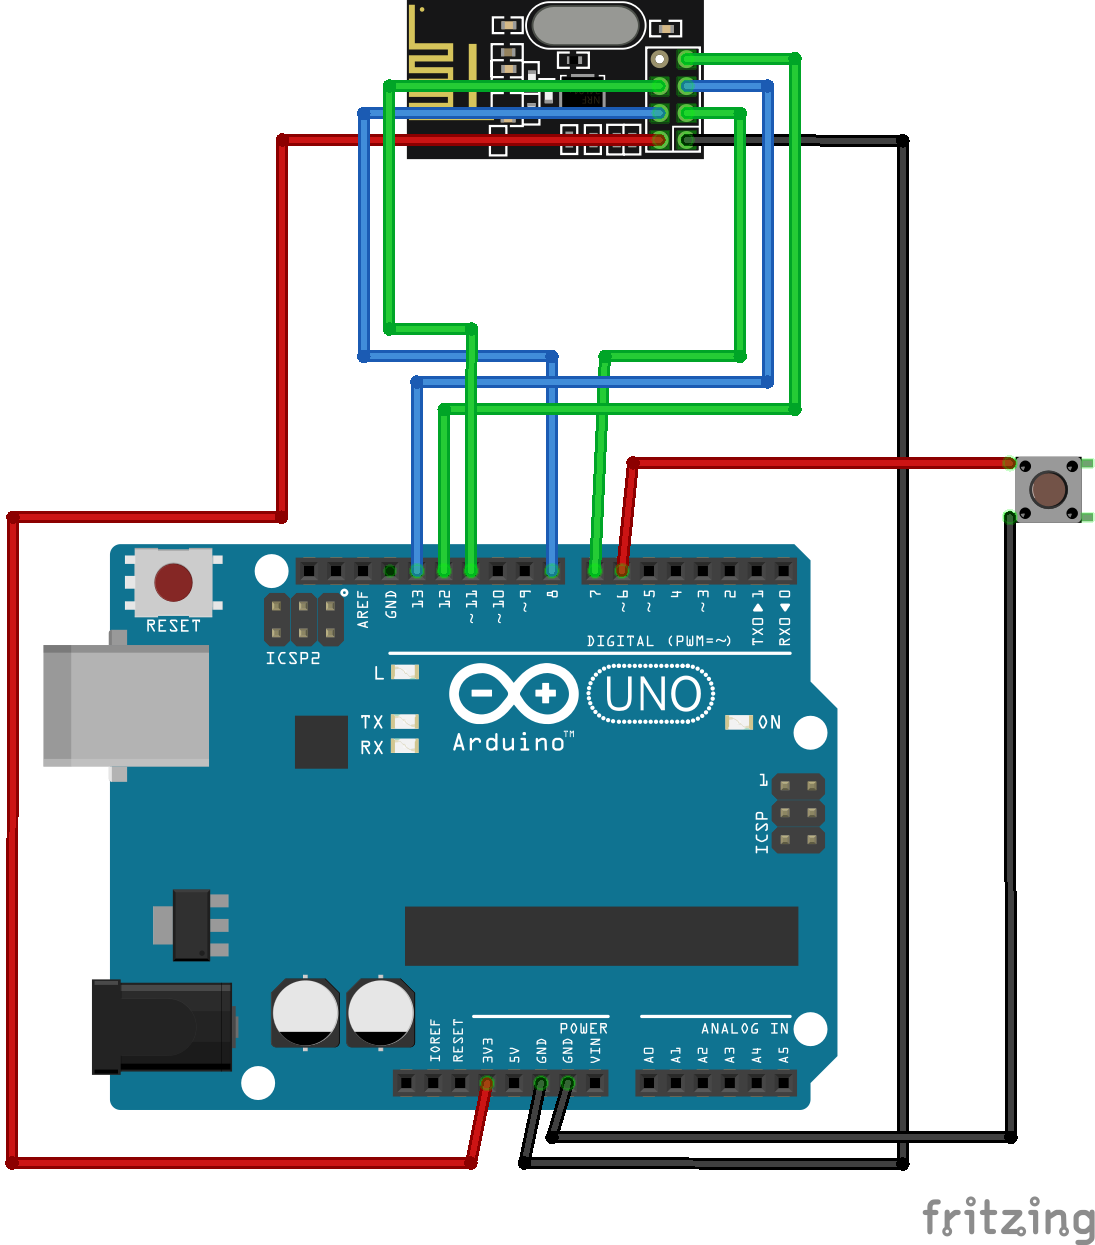 RESET
ICSP2
AREF
GND
13
12
~11
~10
~9
8
7
~6
~5
4
~3
2
TX0▶1
RX0◀0
DIGITAL (PWM=~)
L
TX
RX
Arduino™
UNO
ON
1
ICSP
IOREF
RESET
3V3
5V
GND
GND
VIN
POWER
ANALOG IN
A0
A1
A2
A3
A4
A5
fritzing